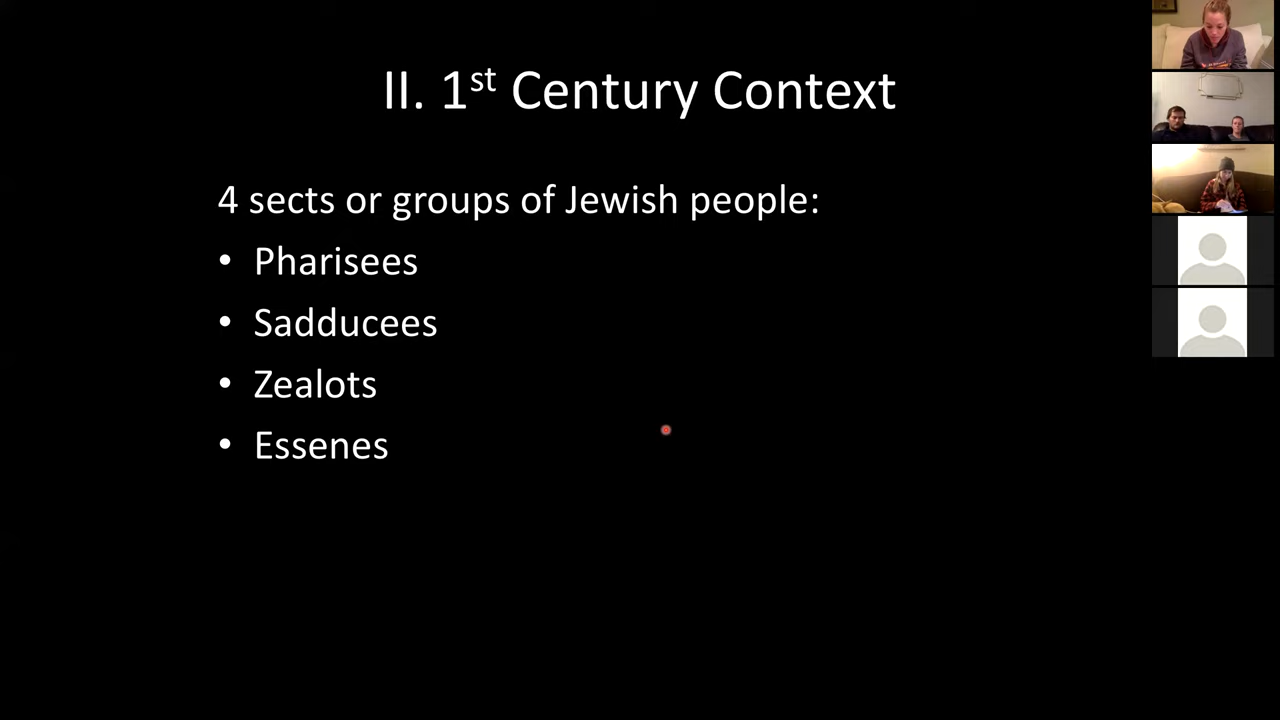 II. 1st Century Context
4 sects or groups of Jewish people:
• Pharisees
• Sadducees
• Zealots
• Essenes